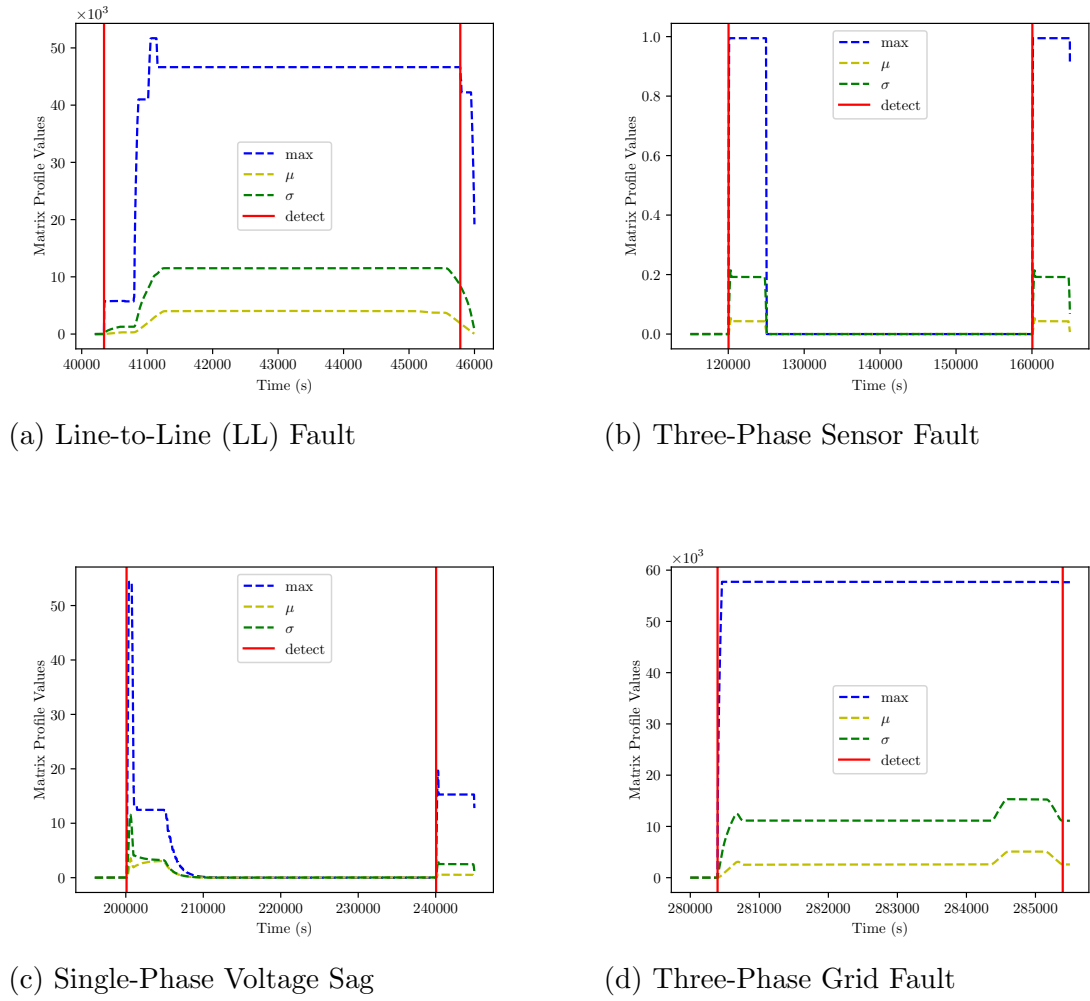 ×10³
50
40
30
20
10
0
Matrix Profile Values
max
μ
σ
detect
40000 41000 42000 43000 44000 45000 46000
Time (s)
(a) Line-to-Line (LL) Fault
1.0
0.8
0.6
0.4
0.2
0.0
Matrix Profile Values
max
μ
σ
detect
120000 130000 140000 150000 160000
Time (s)
(b) Three-Phase Sensor Fault
50
40
30
20
10
0
Matrix Profile Values
max
μ
σ
detect
200000 210000 220000 230000 240000
Time (s)
(c) Single-Phase Voltage Sag
×10³
60
50
40
30
20
10
0
Matrix Profile Values
max
μ
σ
detect
280000 281000 282000 283000 284000 285000
Time (s)
(d) Three-Phase Grid Fault